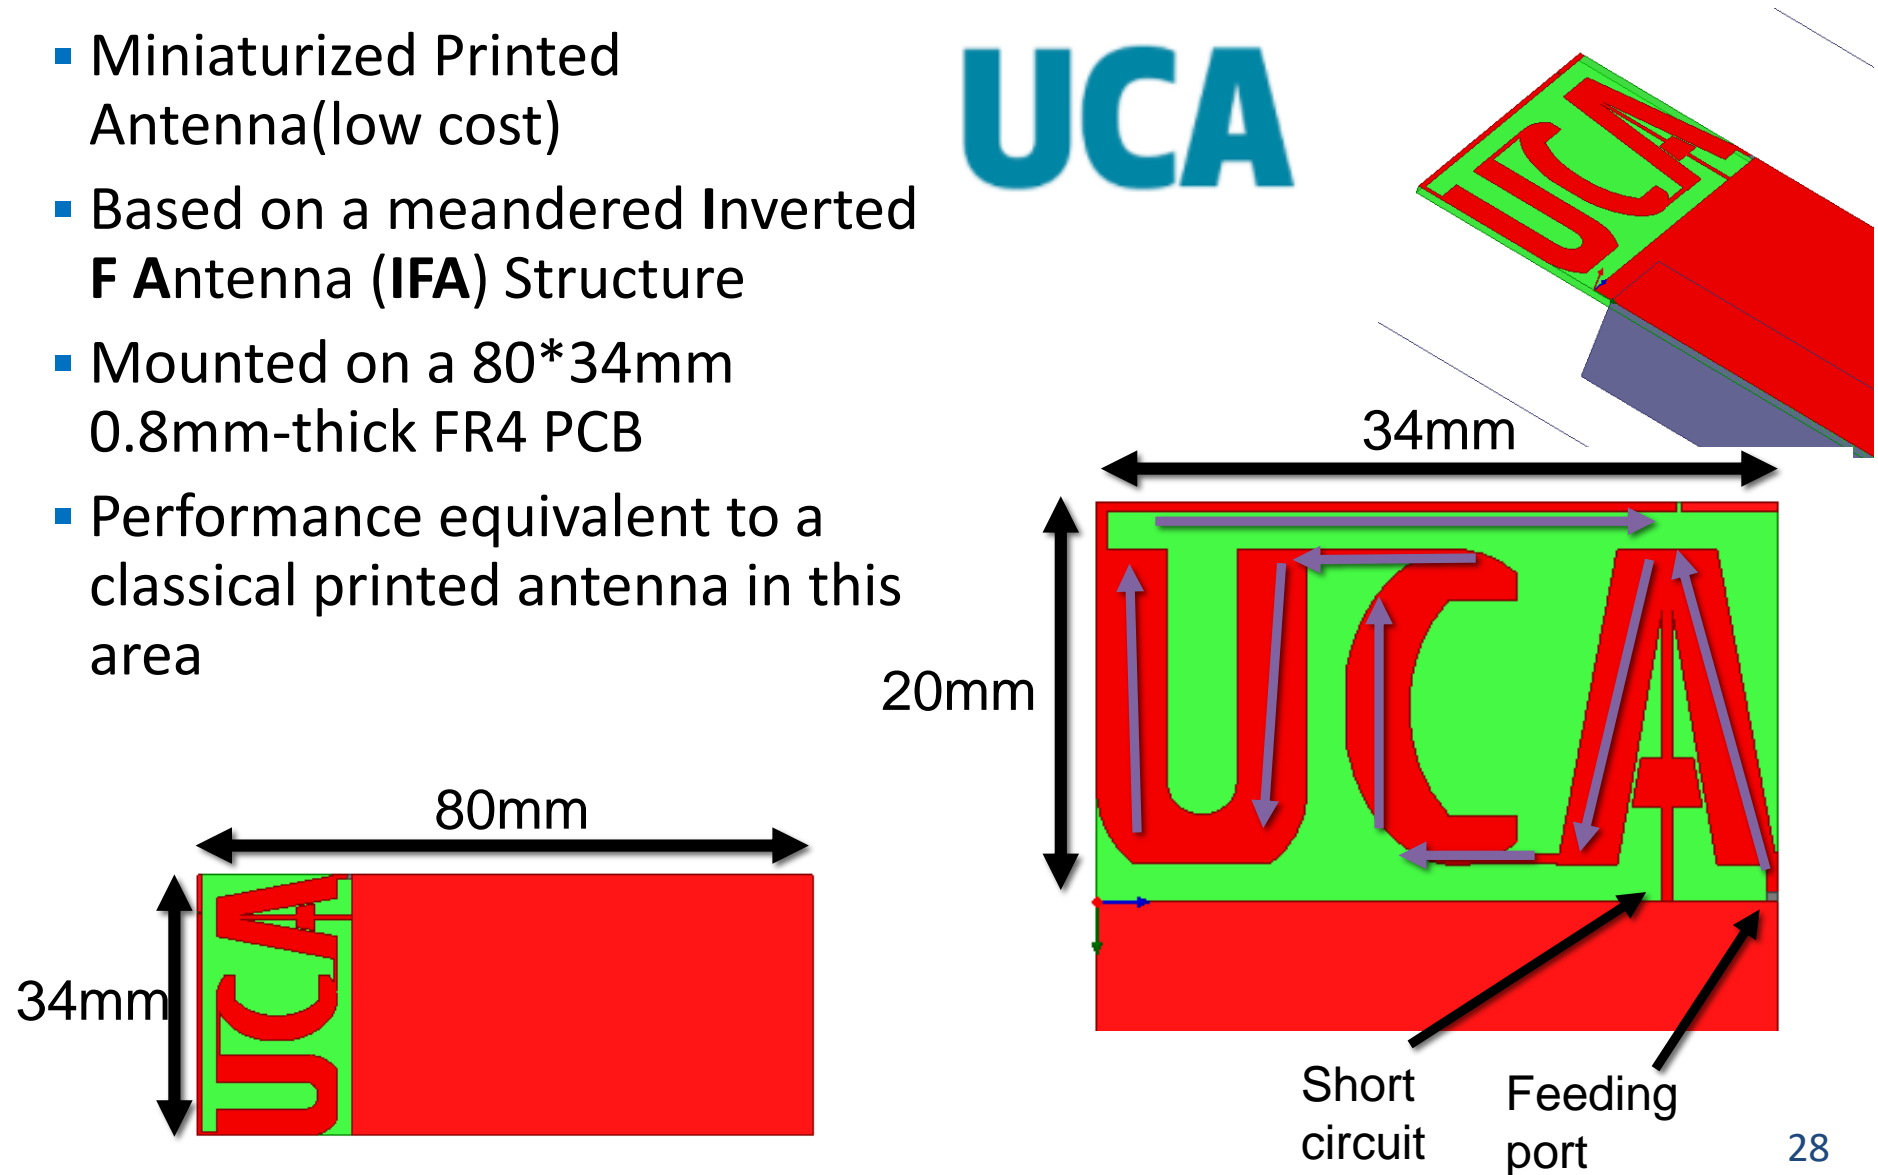 Miniaturized Printed
Antenna(low cost)
Based on a meandered Inverted
F Antenna (IFA) Structure
Mounted on a 80*34mm
0.8mm-thick FR4 PCB
Performance equivalent to a
classical printed antenna in this
area
UCA
34mm
20mm
UCA
80mm
34mm
UCA
Short
circuit
Feeding
port
28